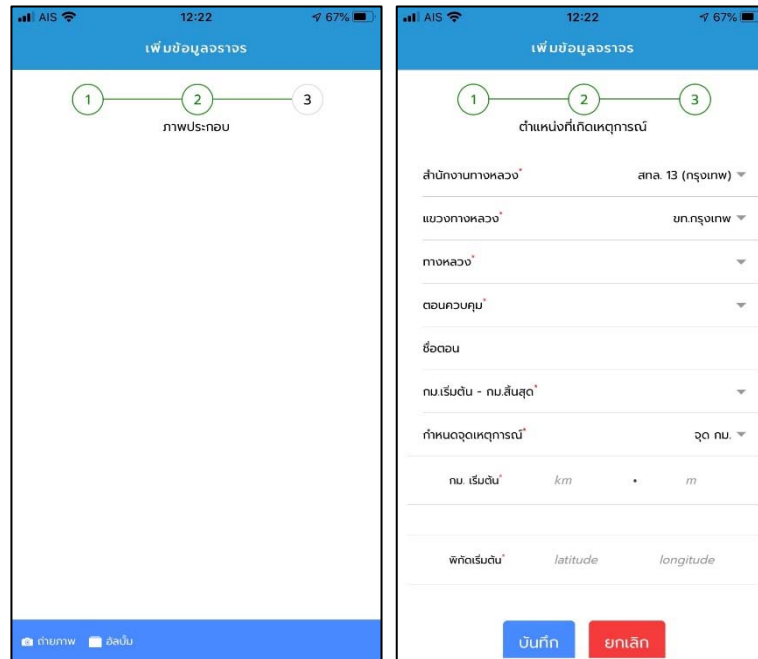 AIS 12:22 67%
เพิ่มข้อมูลจราจร
1 2 3
ภาพประกอบ
ถ่ายภาพ อัลบั้ม
AIS 12:22 67%
เพิ่มข้อมูลจราจร
1 2 3
ตำแหน่งที่เกิดเหตุการณ์
สำนักงานทางหลวง* สทล. 13 (กรุงเทพ)
แขวงทางหลวง* ขท.กรุงเทพ
ทางหลวง*
ตอนควบคุม*
ชื่อตอน
กม.เริ่มต้น - กม.สิ้นสุด*
กำหนดจุดเหตุการณ์* จุด กม.
กม. เริ่มต้น* km • m
พิกัดเริ่มต้น* latitude longitude
บันทึก ยกเลิก